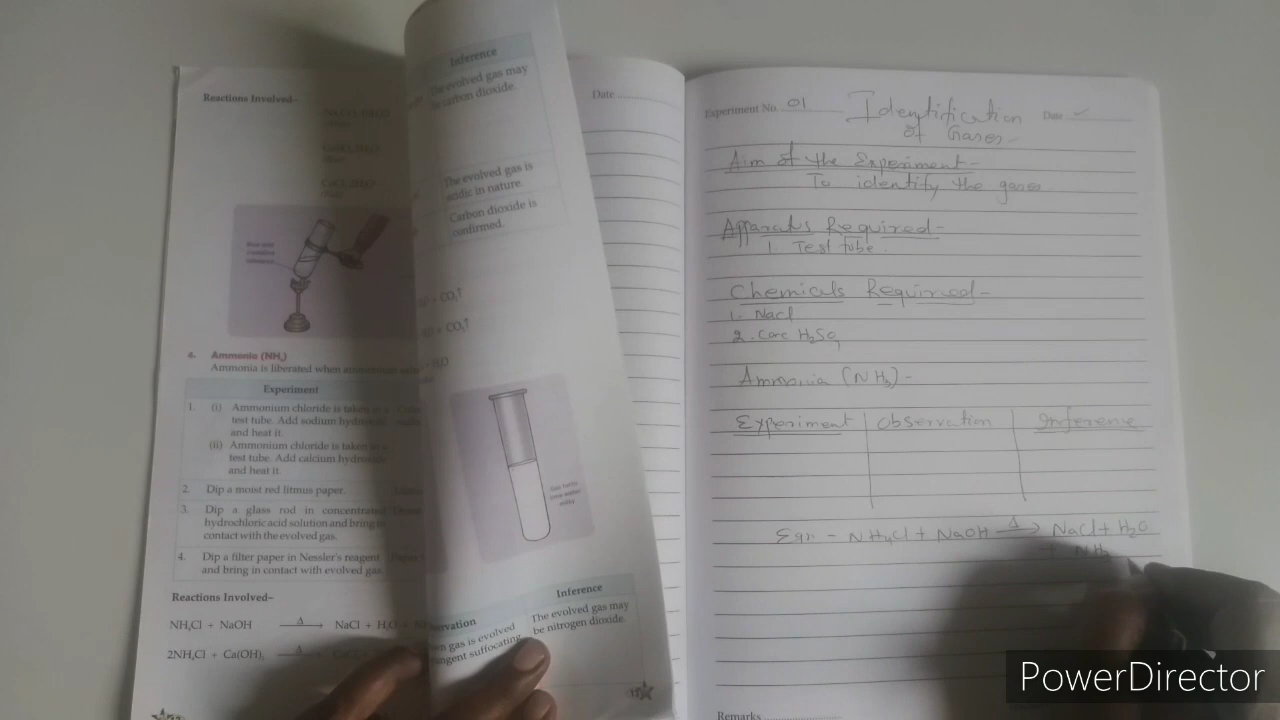 Reactions Involved–
4. Ammonia (NH₃)
Ammonia is liberated when ammonium
Experiment
1. (i) Ammonium chloride is taken in a
test tube. Add sodium hydroxide
and heat it.
(ii) Ammonium chloride is taken in a
test tube. Add calcium hydroxide
and heat it.
2. Dip a moist red litmus paper.
3. Dip a glass rod in concentrated
hydrochloric acid solution and bring in
contact with the evolved gas.
4. Dip a filter paper in Nessler's reagent
and bring in contact with evolved gas
Reactions Involved–
NH₄Cl + NaOH Δ→ NaCl + H₂O
2NH₄Cl + Ca(OH)₂
Inference
The evolved gas may
be carbon dioxide.
The evolved gas is
acidic in nature.
Carbon dioxide is
confirmed.
+ CO₂↑
+ CO₂↑
Inference
gas is evolved
suffocating
The evolved gas may
be nitrogen dioxide.
Date
Experiment No. 01 Identification Date ✓
of Gases-
Aim of the Experiment-
To identify the gases
Apparatus Required-
1. Test tube.
Chemicals Required-
1. Nacl
2. Conc H₂SO₄
Ammonia (NH₃)-
Experiment Observation Inference
Eqn - NH₄Cl + NaOH Δ→ NaCl + H₂O
+ NH₃
Remarks
PowerDirector